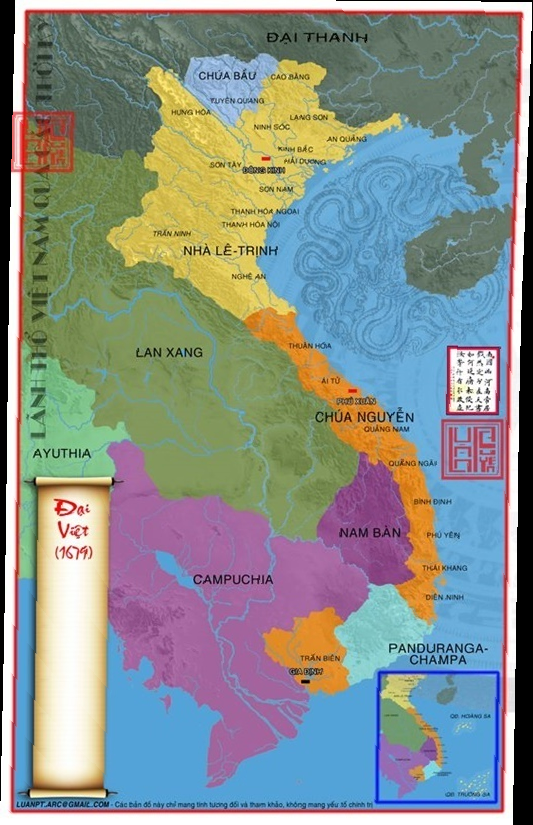 ĐẠI THANH
CHÚA BẦU
CAO BẰNG
TUYÊN QUANG
HƯNG HÓA
LẠNG SƠN
NINH SÓC
AN QUẢNG
KINH BẮC
HẢI DƯƠNG
SƠN TÂY
ĐÔNG KINH
SƠN NAM
THANH HÓA NGOẠI
THANH HÓA NỘI
TRẤN NINH
NHÀ LÊ-TRỊNH
NGHỆ AN
LÃNH THỔ VIỆT NAM QUA
THUẬN HÓA
LAN XANG
ÁI TỬ
PHÚ XUÂN
CHÚA NGUYỄN
QUẢNG NAM
AYUTHIA
QUẢNG NGÃI
Đại
Việt
(1679)
BÌNH ĐỊNH
NAM BÀN
PHÚ YÊN
THÁI KHANG
CAMPUCHIA
DIÊN NINH
PANDURANGA-
CHAMPA
TRẤN BIÊN
GIA ĐỊNH
QĐ. HOÀNG SA
QĐ. TRƯỜNG SA
LUANPT.ARC@GMAIL.COM - Các bản đồ này chỉ mang tính tương đối và tham khảo, không mang yếu tố chính trị